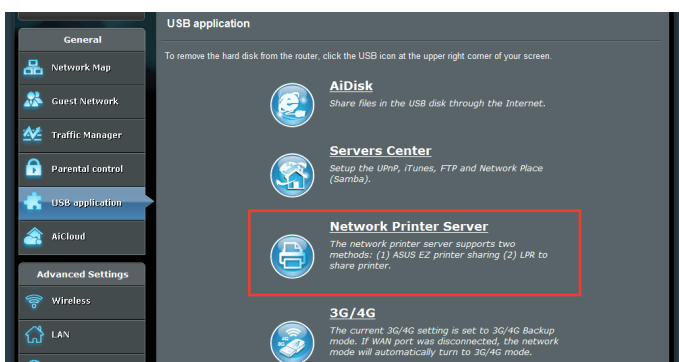 USB application
General
To remove the hard disk from the router, click the USB icon at the upper right corner of your screen.
Network Map
Guest Network
Traffic Manager
Parental control
USB application
AiCloud
Advanced Settings
Wireless
LAN
AiDisk
Share files in the USB disk through the Internet.
Servers Center
Setup the UPnP, iTunes, FTP and Network Place
(Samba).
Network Printer Server
The network printer server supports two
methods: (1) ASUS EZ printer sharing (2) LPR to
share printer.
3G/4G
The current 3G/4G setting is set to 3G/4G Backup
mode. If WAN port was disconnected, the network
mode will automatically turn to 3G/4G mode.